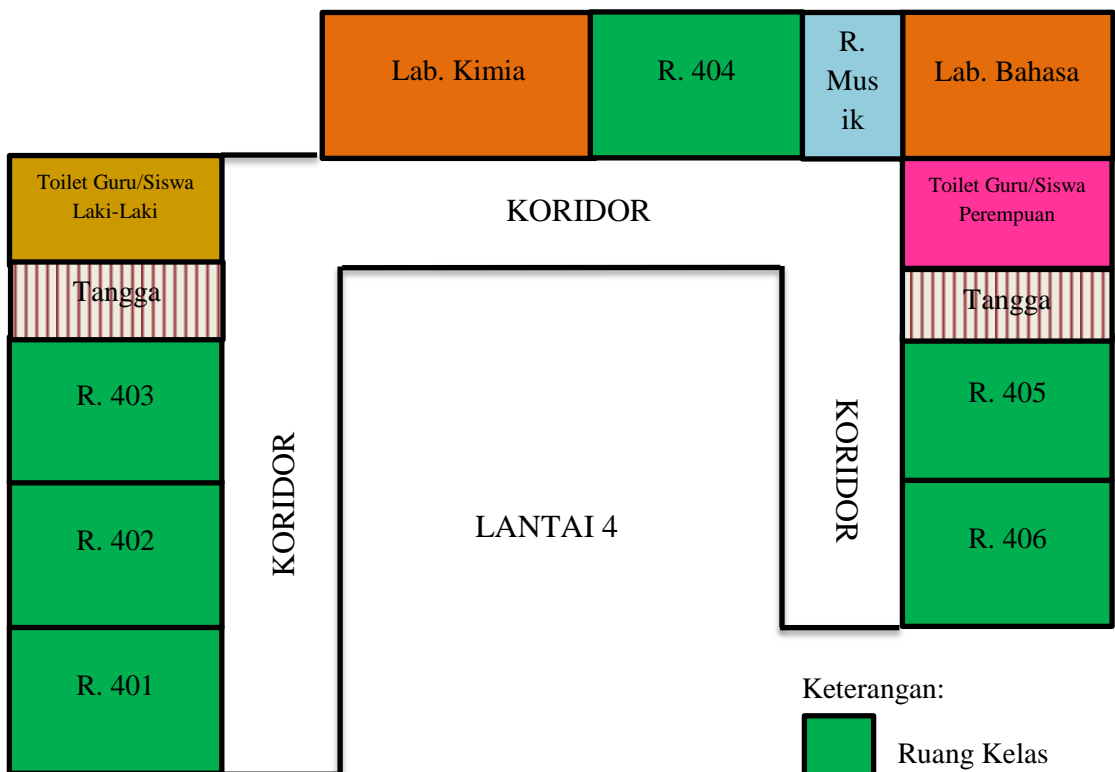 Lab. Kimia
R. 404
R.
Mus
ik
Lab. Bahasa
Toilet Guru/Siswa
Laki-Laki
KORIDOR
Toilet Guru/Siswa
Perempuan
Tangga
Tangga
R. 403
R. 405
KORIDOR
KORIDOR
R. 402
LANTAI 4
R. 406
R. 401
Keterangan:
Ruang Kelas